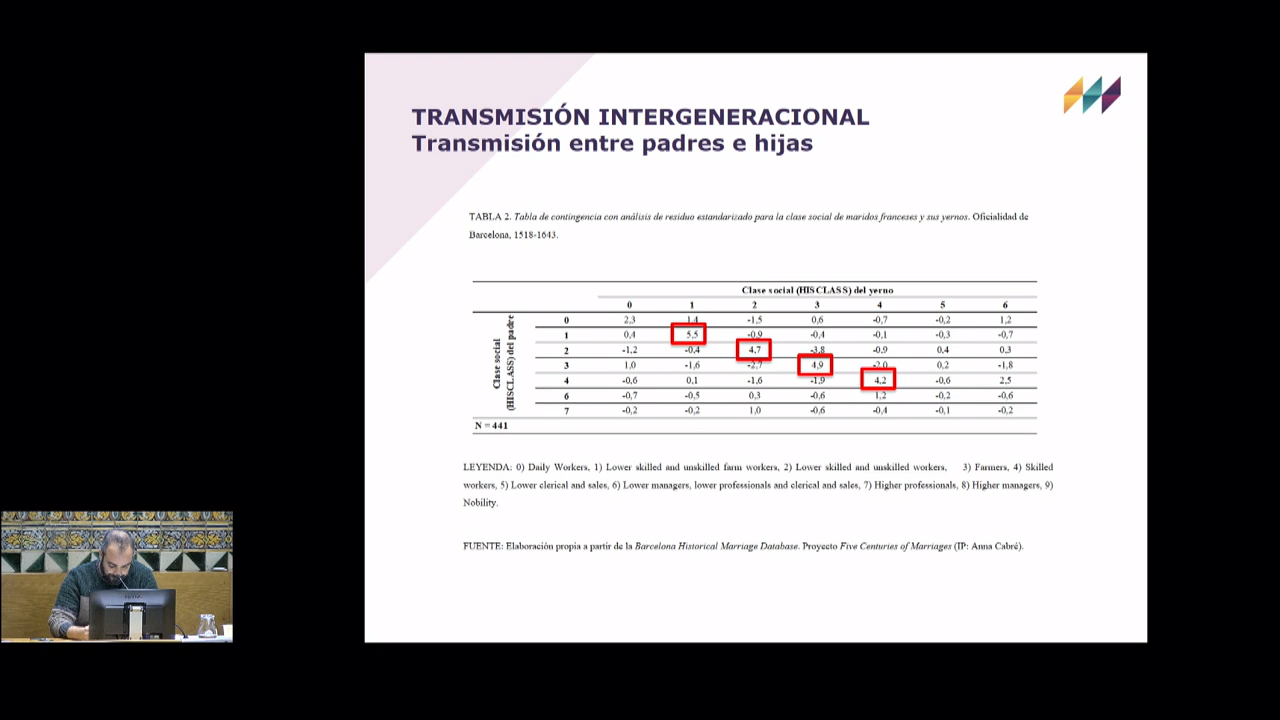 TRANSMISIÓN INTERGENERACIONAL
Transmisión entre padres e hijas
TABLA 2. Tabla de contingencia con análisis de residuo estandarizado para la clase social de maridos franceses y sus yernos. Oficialidad de
Barcelona, 1518-1643.
Clase social (HISCLASS) del yerno
0 1 2 3 4 5 6
Clase social
(HISCLASS) del padre
0 2,3 1,4 -1,5 0,6 -0,7 -0,2 1,2
1 0,4 5,5 -0,9 -0,4 -0,1 -0,3 -0,7
2 -1,2 -0,4 4,7 -3,8 -0,9 0,4 0,3
3 1,0 -1,6 -2,7 4,9 -2,0 0,2 -1,8
4 -0,6 0,1 -1,6 -1,9 4,2 -0,6 2,5
6 -0,7 -0,5 0,3 -0,6 1,2 -0,2 -0,6
7 -0,2 -0,2 1,0 -0,6 -0,4 -0,1 -0,2
N = 441
LEYENDA: 0) Daily Workers, 1) Lower skilled and unskilled farm workers, 2) Lower skilled and unskilled workers, 3) Farmers, 4) Skilled
workers, 5) Lower clerical and sales, 6) Lower managers, lower professionals and clerical and sales, 7) Higher professionals, 8) Higher managers, 9)
Nobility.
FUENTE: Elaboración propia a partir de la Barcelona Historical Marriage Database. Proyecto Five Centuries of Marriages (IP: Anna Cabré).